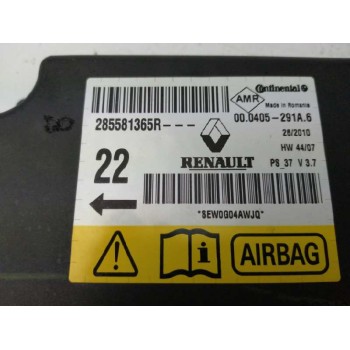 Continental
AMR
Made in Romania
285581365R---
00.0405-291A.6
26/2010
HW 44/07
RENAULT
PS_37 V 3.7
22
*SEW0G04AWJQ*
AIRBAG